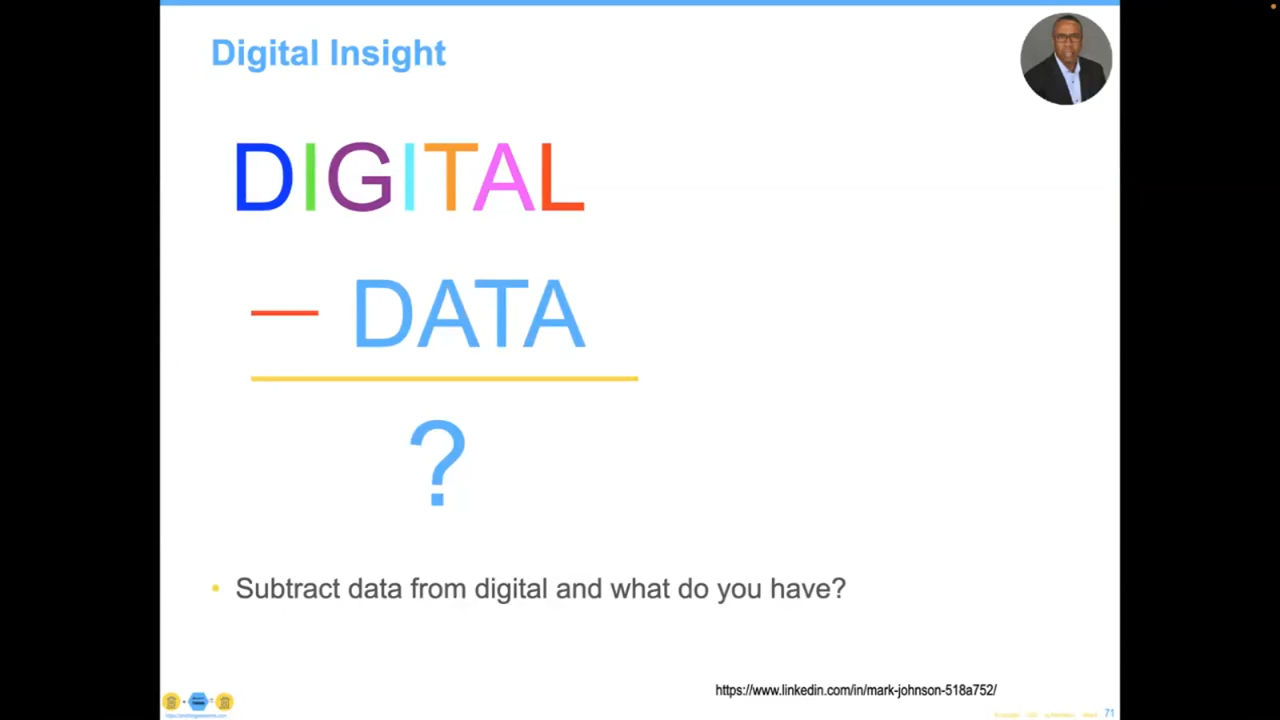 Digital Insight
DIGITAL
— DATA
?
• Subtract data from digital and what do you have?
https://www.linkedin.com/in/mark-johnson-518a752/
71